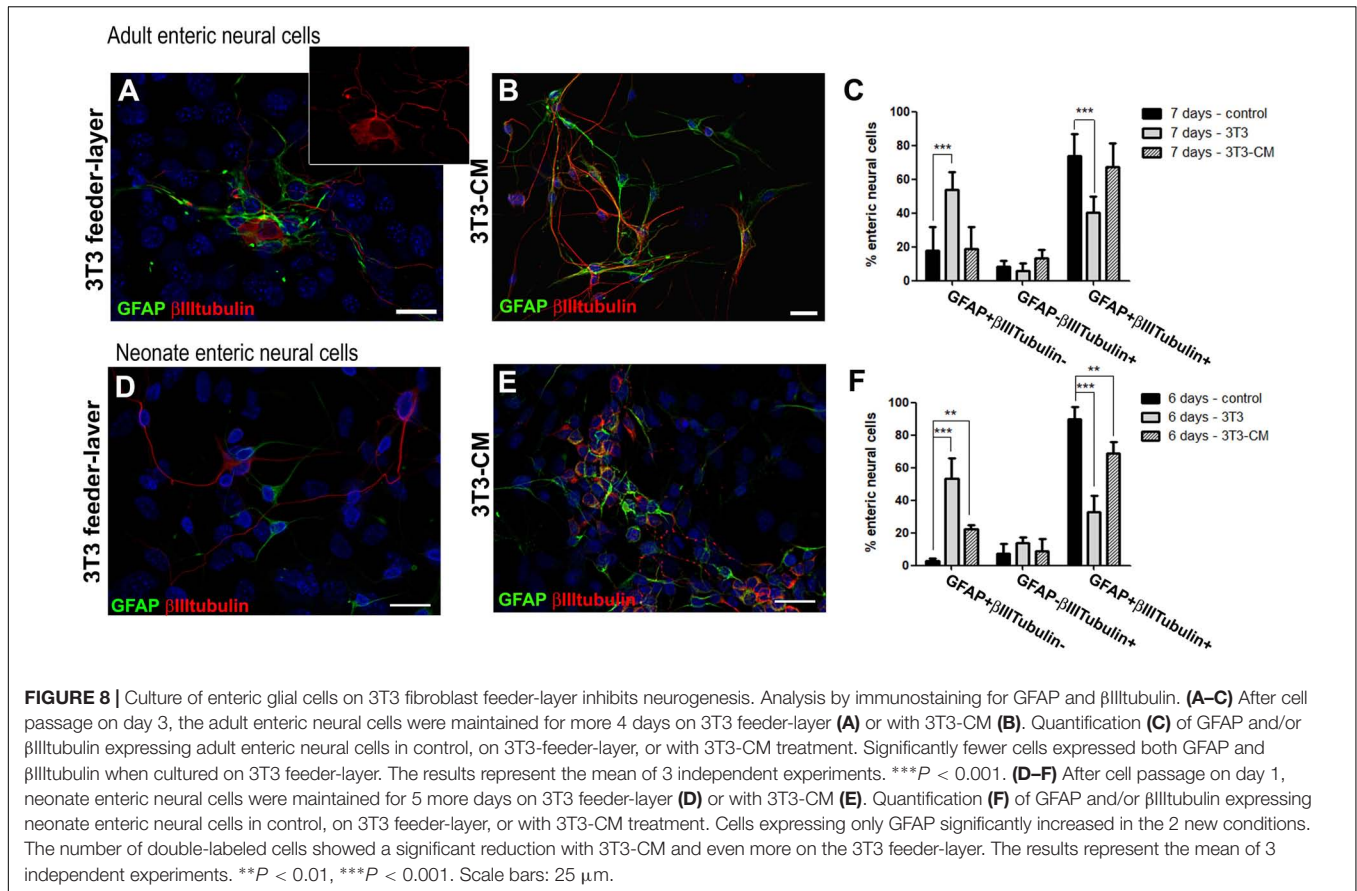 Adult enteric neural cells
A
3T3 feeder-layer
GFAP βIIItubulin
B
3T3-CM
GFAP βIIItubulin
C
% enteric neural cells
100
80
60
40
20
0
***
***
7 days - control
7 days - 3T3
7 days - 3T3-CM
GFAP+βIIITubulin-
GFAP-βIIITubulin+
GFAP+βIIITubulin+
Neonate enteric neural cells
D
3T3 feeder-layer
GFAP βIIItubulin
E
3T3-CM
GFAP βIIItubulin
F
% enteric neural cells
100
80
60
40
20
0
**
***
**
***
6 days - control
6 days - 3T3
6 days - 3T3-CM
GFAP+βIIITubulin-
GFAP-βIIITubulin+
GFAP+βIIITubulin+
FIGURE 8 | Culture of enteric glial cells on 3T3 fibroblast feeder-layer inhibits neurogenesis. Analysis by immunostaining for GFAP and βIIItubulin. (A–C) After cell
passage on day 3, the adult enteric neural cells were maintained for more 4 days on 3T3 feeder-layer (A) or with 3T3-CM (B). Quantification (C) of GFAP and/or
βIIItubulin expressing adult enteric neural cells in control, on 3T3-feeder-layer, or with 3T3-CM treatment. Significantly fewer cells expressed both GFAP and
βIIItubulin when cultured on 3T3 feeder-layer. The results represent the mean of 3 independent experiments. ***P < 0.001. (D–F) After cell passage on day 1,
neonate enteric neural cells were maintained for 5 more days on 3T3 feeder-layer (D) or with 3T3-CM (E). Quantification (F) of GFAP and/or βIIItubulin expressing
neonate enteric neural cells in control, on 3T3 feeder-layer, or with 3T3-CM treatment. Cells expressing only GFAP significantly increased in the 2 new conditions.
The number of double-labeled cells showed a significant reduction with 3T3-CM and even more on the 3T3 feeder-layer. The results represent the mean of 3
independent experiments. **P < 0.01, ***P < 0.001. Scale bars: 25 μm.